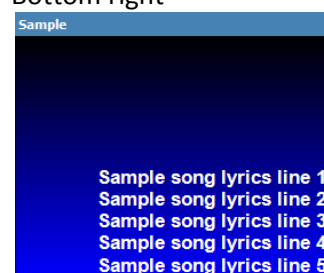 Bottom right
Sample
Sample song lyrics line 1
Sample song lyrics line 2
Sample song lyrics line 3
Sample song lyrics line 4
Sample song lyrics line 5